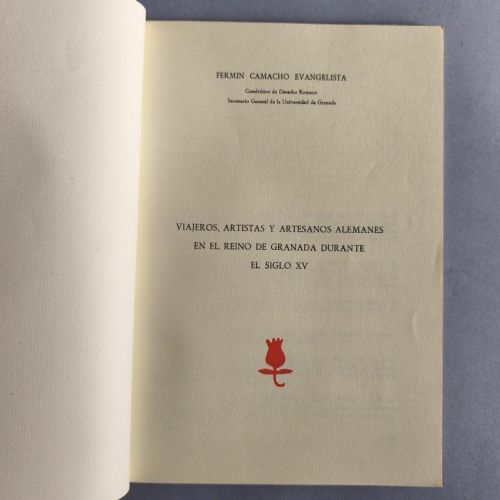 FERMIN CAMACHO EVANGELISTA
Catedrático de Derecho Romano
Secretario General de la Universidad de Granada
VIAJEROS, ARTISTAS Y ARTESANOS ALEMANES
EN EL REINO DE GRANADA DURANTE
EL SIGLO XV